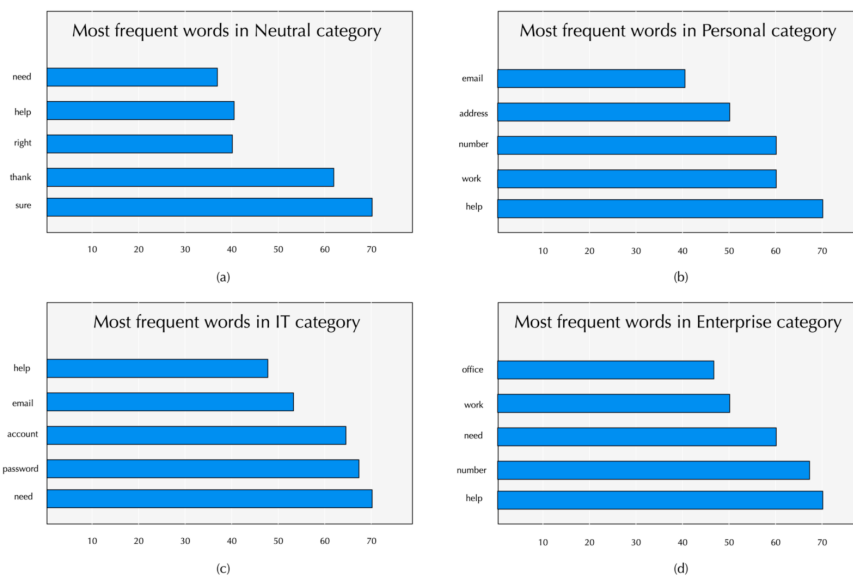 Most frequent words in Neutral category
need
help
right
thank
sure
10 20 30 40 50 60 70
(a)
Most frequent words in Personal category
email
address
number
work
help
10 20 30 40 50 60 70
(b)
Most frequent words in IT category
help
email
account
password
need
10 20 30 40 50 60 70
(c)
Most frequent words in Enterprise category
office
work
need
number
help
10 20 30 40 50 60 70
(d)